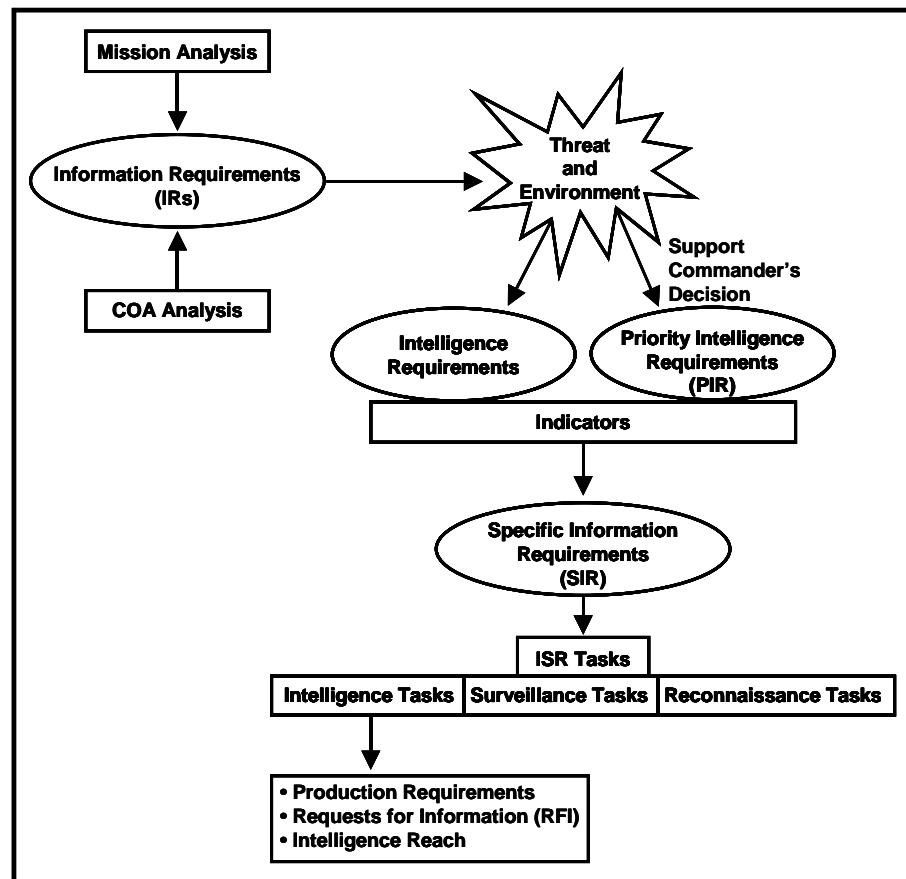 Mission Analysis
Information Requirements
(IRs)
COA Analysis
Threat
and
Environment
Support
Commander's
Decision
Intelligence
Requirements
Priority Intelligence
Requirements
(PIR)
Indicators
Specific Information
Requirements
(SIR)
ISR Tasks
Intelligence Tasks
Surveillance Tasks
Reconnaissance Tasks
• Production Requirements
• Requests for Information (RFI)
• Intelligence Reach